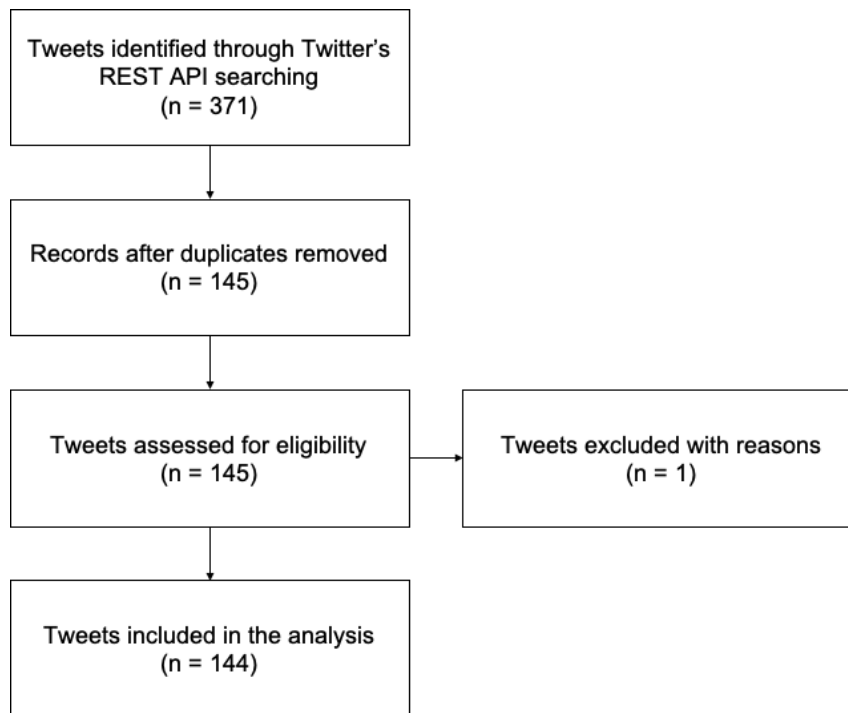 Tweets identified through Twitter’s
REST API searching
(n = 371)
Records after duplicates removed
(n = 145)
Tweets assessed for eligibility
(n = 145)
Tweets excluded with reasons
(n = 1)
Tweets included in the analysis
(n = 144)